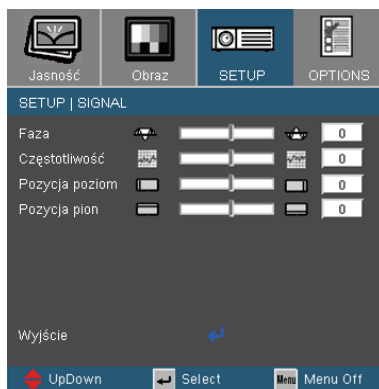 Jasność Obraz SETUP OPTIONS
SETUP | SIGNAL
Faza 0
Częstotliwość 0
Pozycja poziom 0
Pozycja pion 0
Wyjście
UpDown Select Menu Menu Off